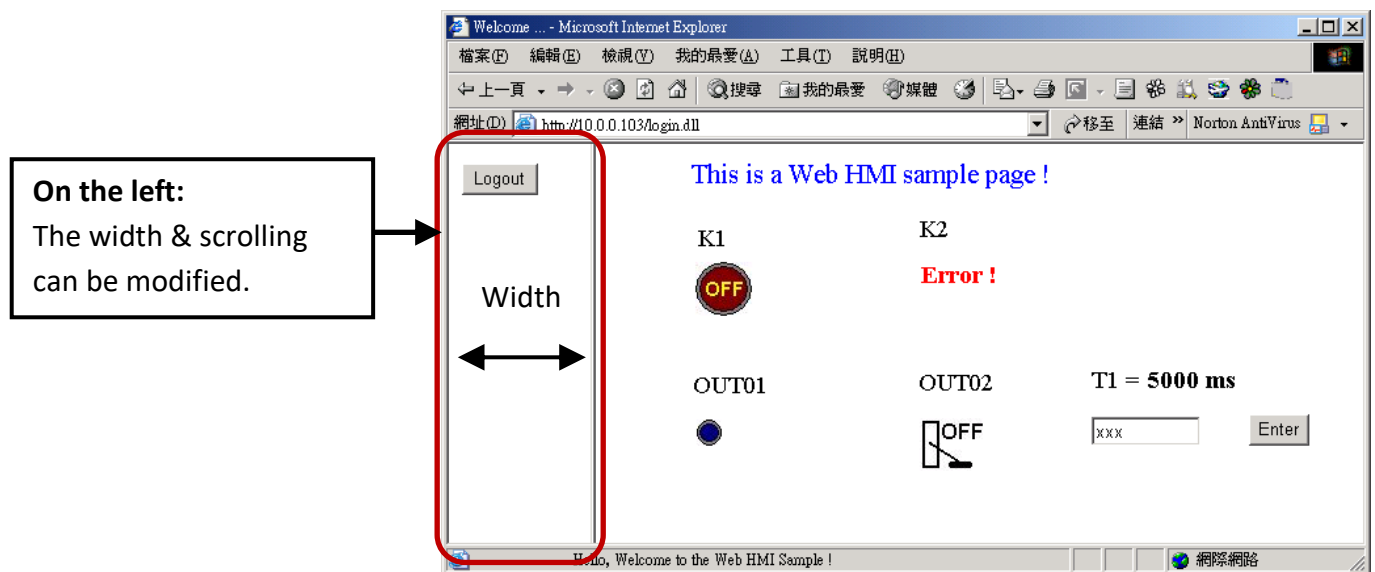 Welcome ... - Microsoft Internet Explorer
檔案(F) 編輯(E) 檢視(V) 我的最愛(A) 工具(T) 說明(H)
上一頁 搜尋 我的最愛 媒體
網址(D) http://10.0.0.103/login.dll 移至 連結 » Norton AntiVirus
On the left:
The width & scrolling
can be modified.
Logout
Width
This is a Web HMI sample page !
K1 K2
OFF Error !
OUT01 OUT02 T1 = 5000 ms
OFF xxx Enter
Hello, Welcome to the Web HMI Sample ! 網際網路